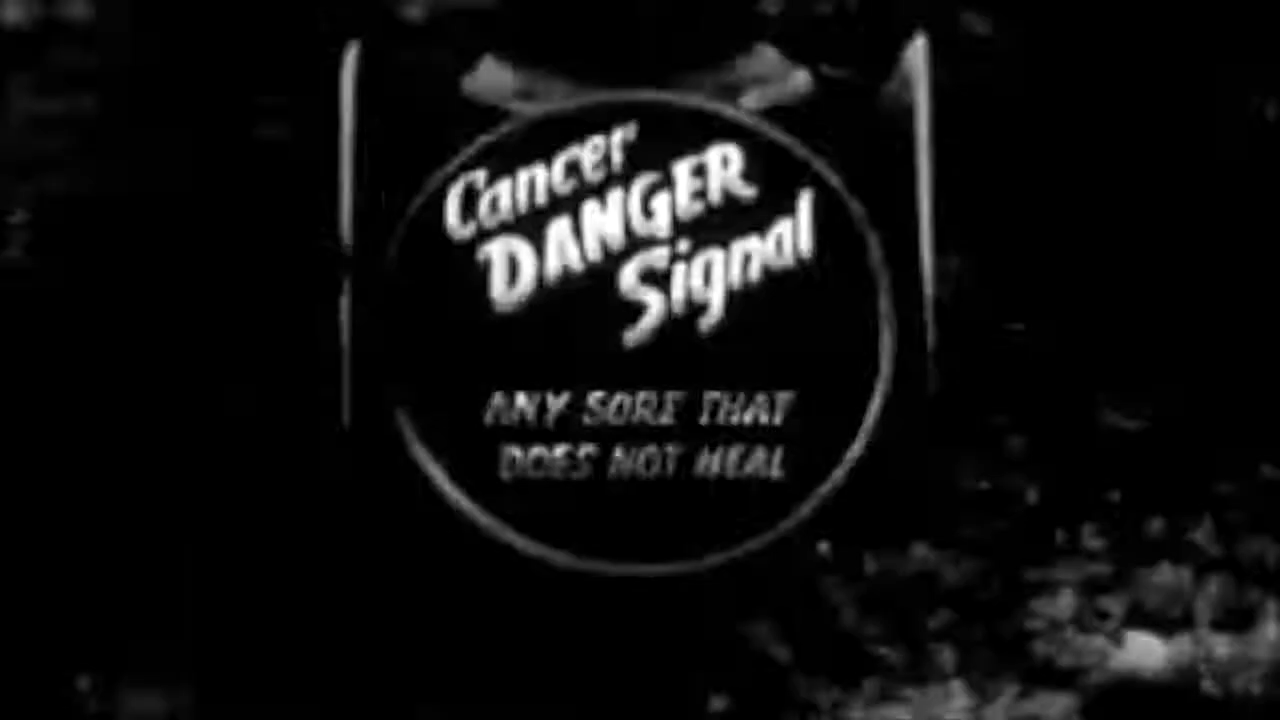 Cancer
DANGER
Signal
ANY SORE THAT
DOES NOT HEAL